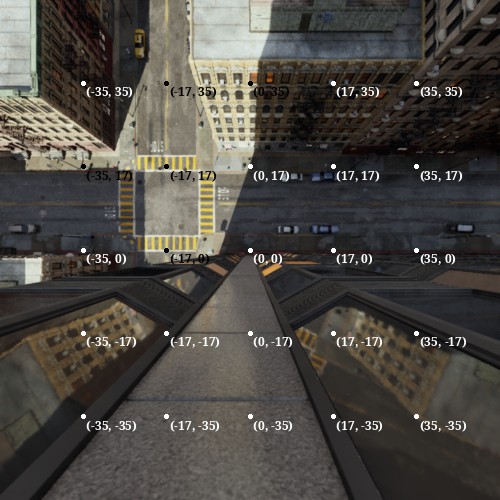 (-35, 35) (-17, 35) (0, 35) (17, 35) (35, 35)
(-35, 17) (-17, 17) (0, 17) (17, 17) (35, 17)
(-35, 0) (-17, 0) (0, 0) (17, 0) (35, 0)
(-35, -17) (-17, -17) (0, -17) (17, -17) (35, -17)
(-35, -35) (-17, -35) (0, -35) (17, -35) (35, -35)